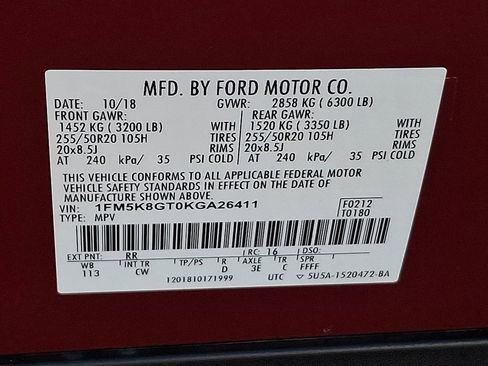 MFD. BY FORD MOTOR CO.
DATE: 10/18 GVWR: 2858 KG ( 6300 LB)
FRONT GAWR: REAR GAWR:
1452 KG ( 3200 LB) WITH 1520 KG ( 3350 LB) WITH
255/50R20 105H TIRES 255/50R20 105H TIRES
20x8.5J RIMS 20x8.5J RIMS
AT 240 kPa/ 35 PSI COLD AT 240 kPa/ 35 PSI COLD
THIS VEHICLE CONFORMS TO ALL APPLICABLE FEDERAL MOTOR
VEHICLE SAFETY STANDARDS IN EFFECT ON THE DATE OF MANUFACTURE
SHOWN ABOVE.
VIN: 1FM5K8GT0KGA26411 F0212
TYPE: MPV T0180
EXT PNT: RR RC: 16 DSO:
WB INT TR TP/PS R AXLE TR SPR
113 CW D 3E C FFFF
1201810171999 UTC 5U5A-1520472-BA